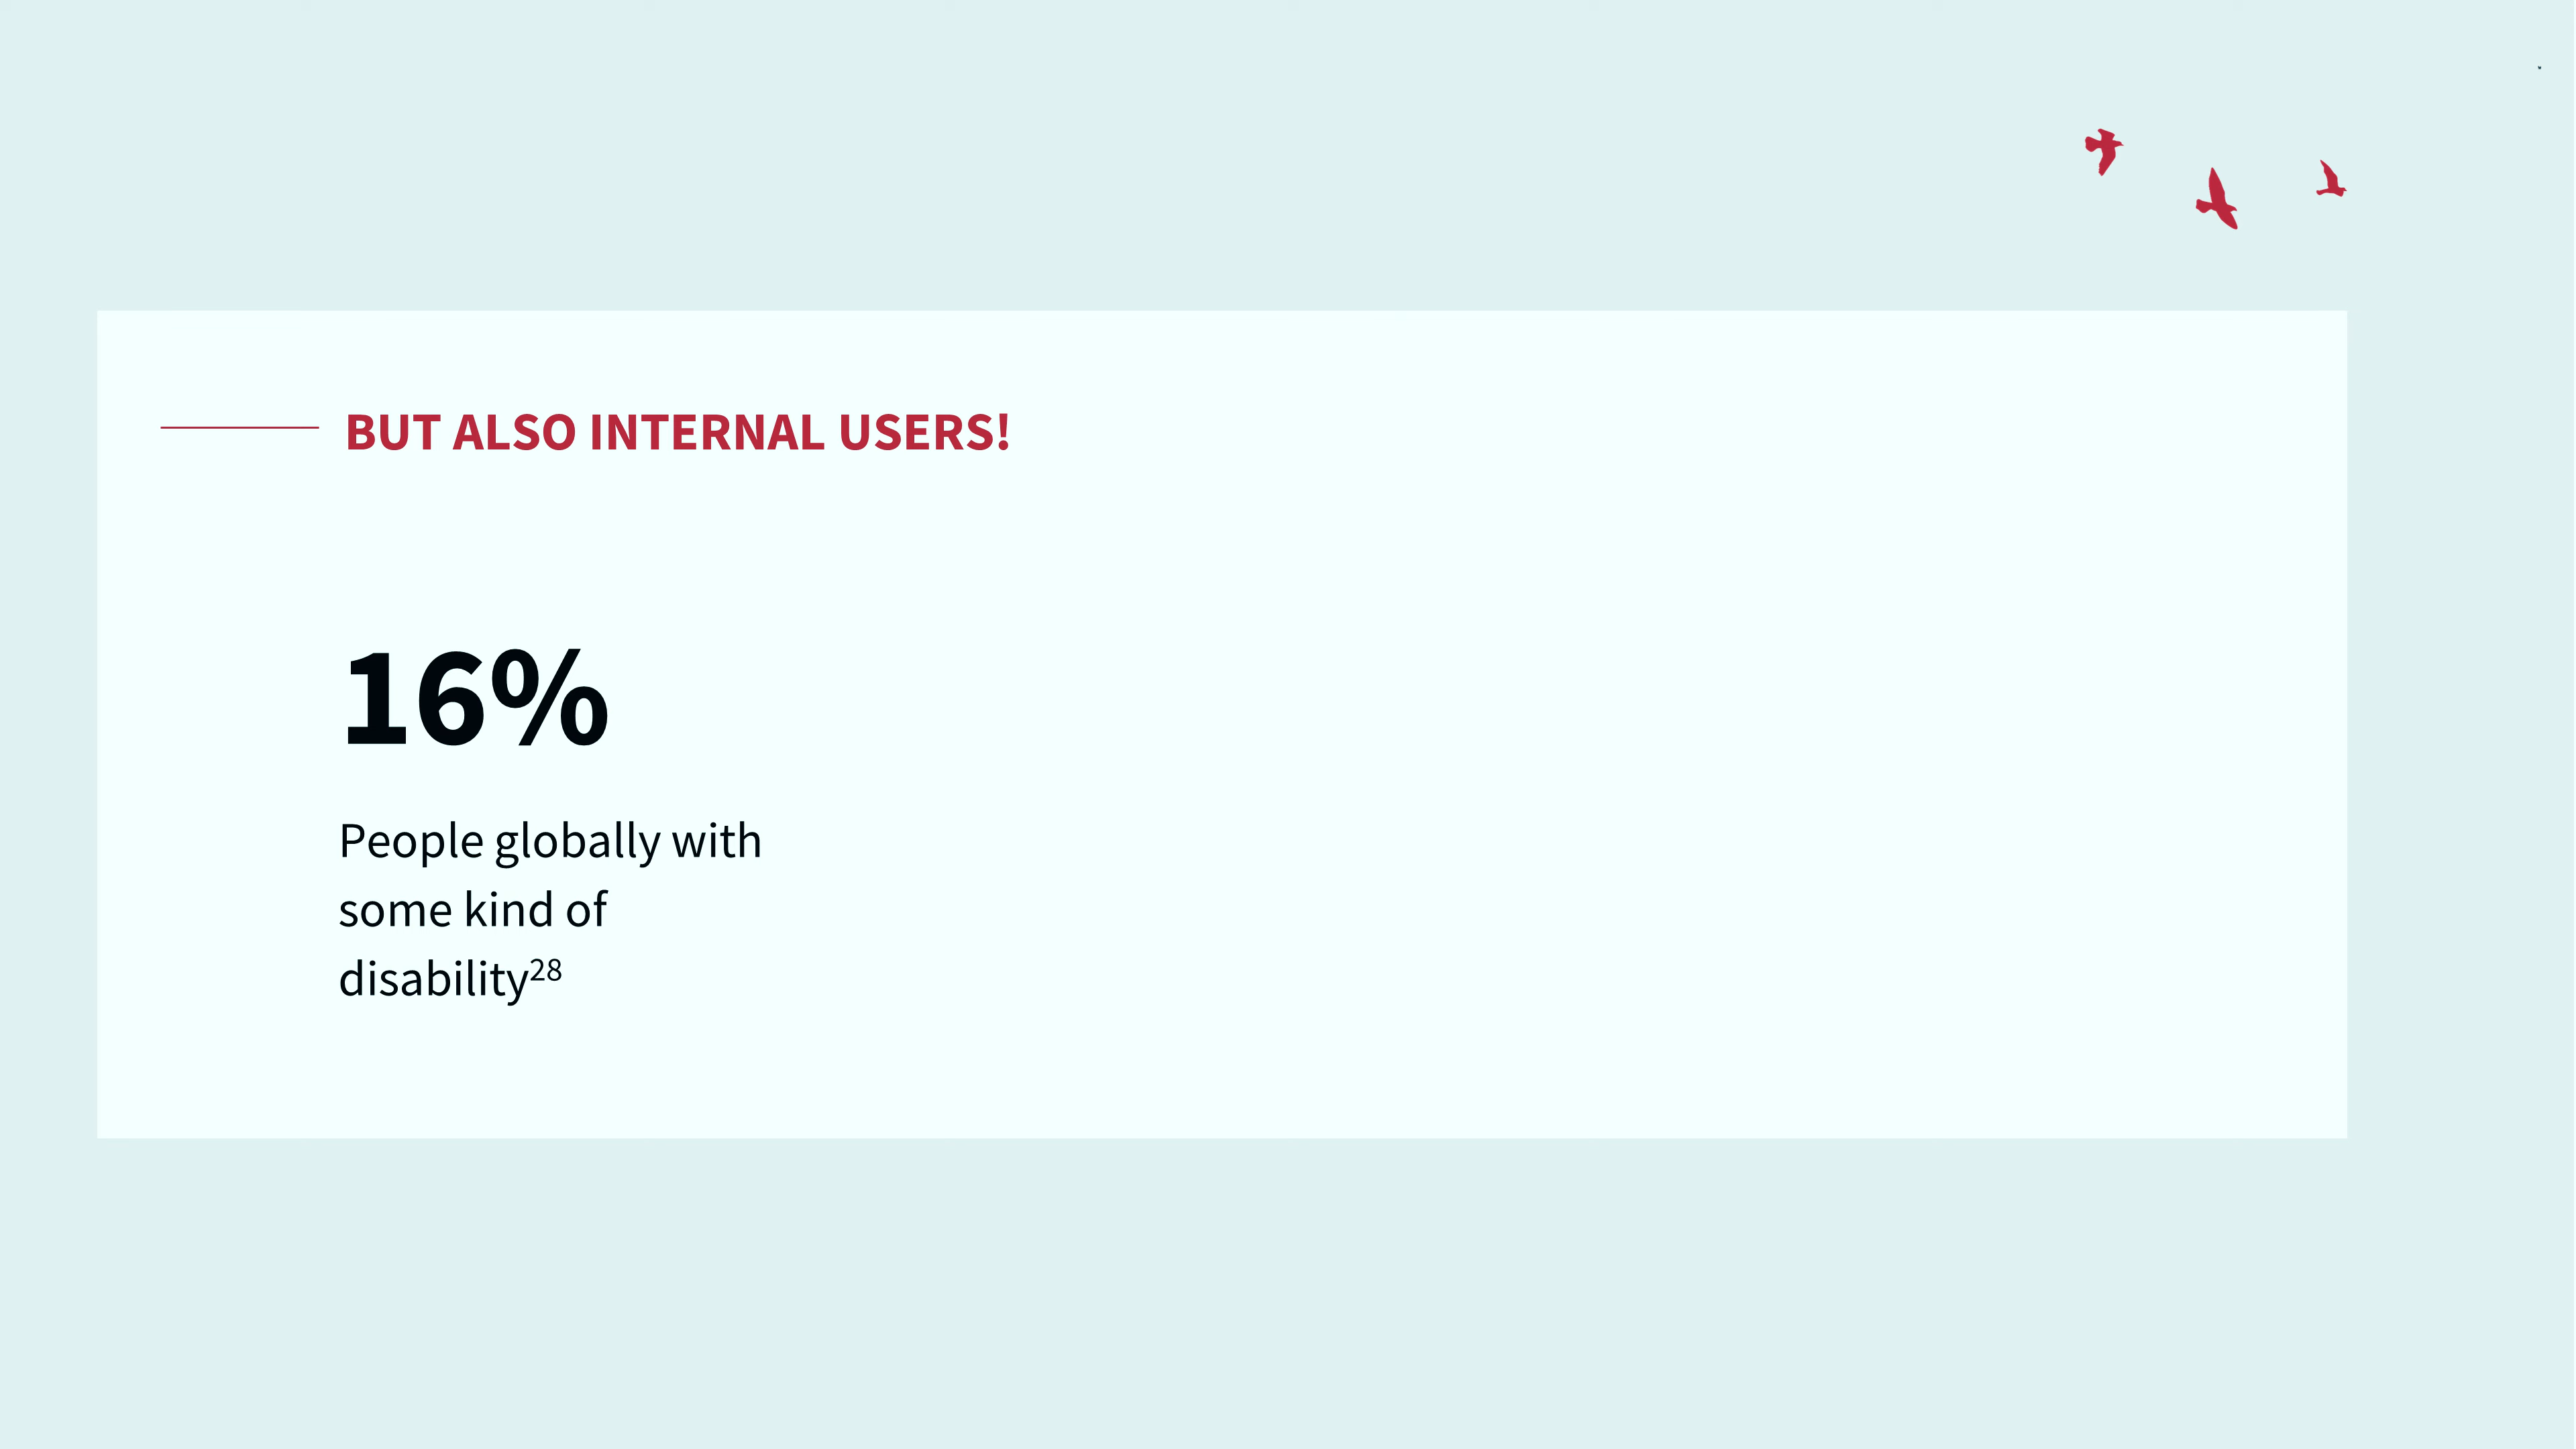 BUT ALSO INTERNAL USERS!
16%
People globally with
some kind of
disability²⁸